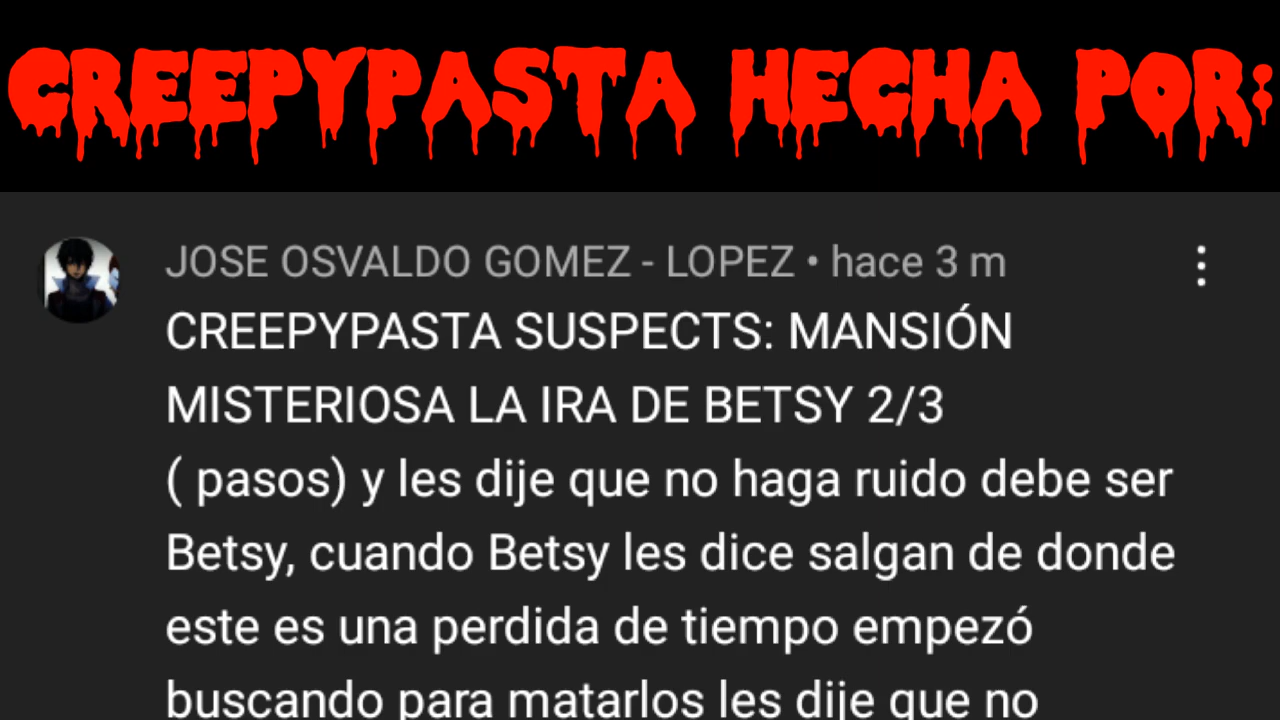 CREEPYPASTA HECHA POR:
JOSE OSVALDO GOMEZ - LOPEZ • hace 3 m
CREEPYPASTA SUSPECTS: MANSIÓN
MISTERIOSA LA IRA DE BETSY 2/3
( pasos) y les dije que no haga ruido debe ser
Betsy, cuando Betsy les dice salgan de donde
este es una perdida de tiempo empezó
buscando para matarlos les dije que no